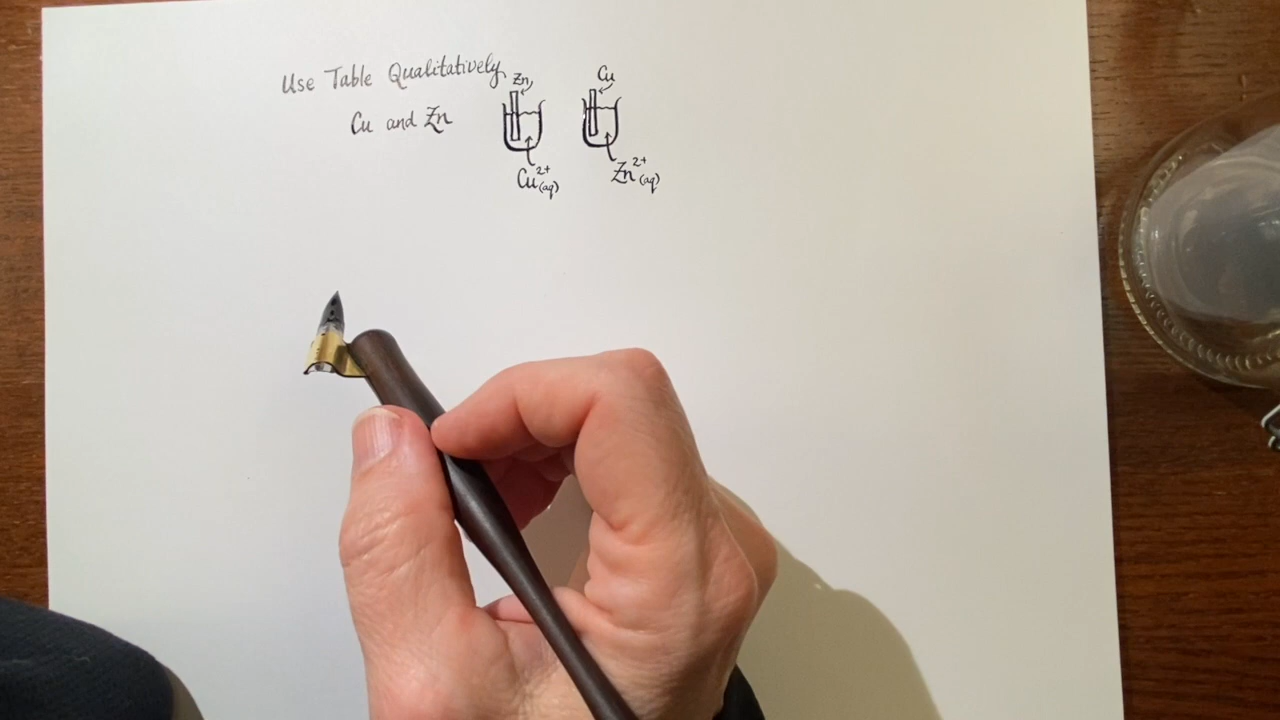 Use Table Qualitatively
Cu and Zn
Zn
Cu
Cu²⁺(aq)
Zn²⁺(aq)